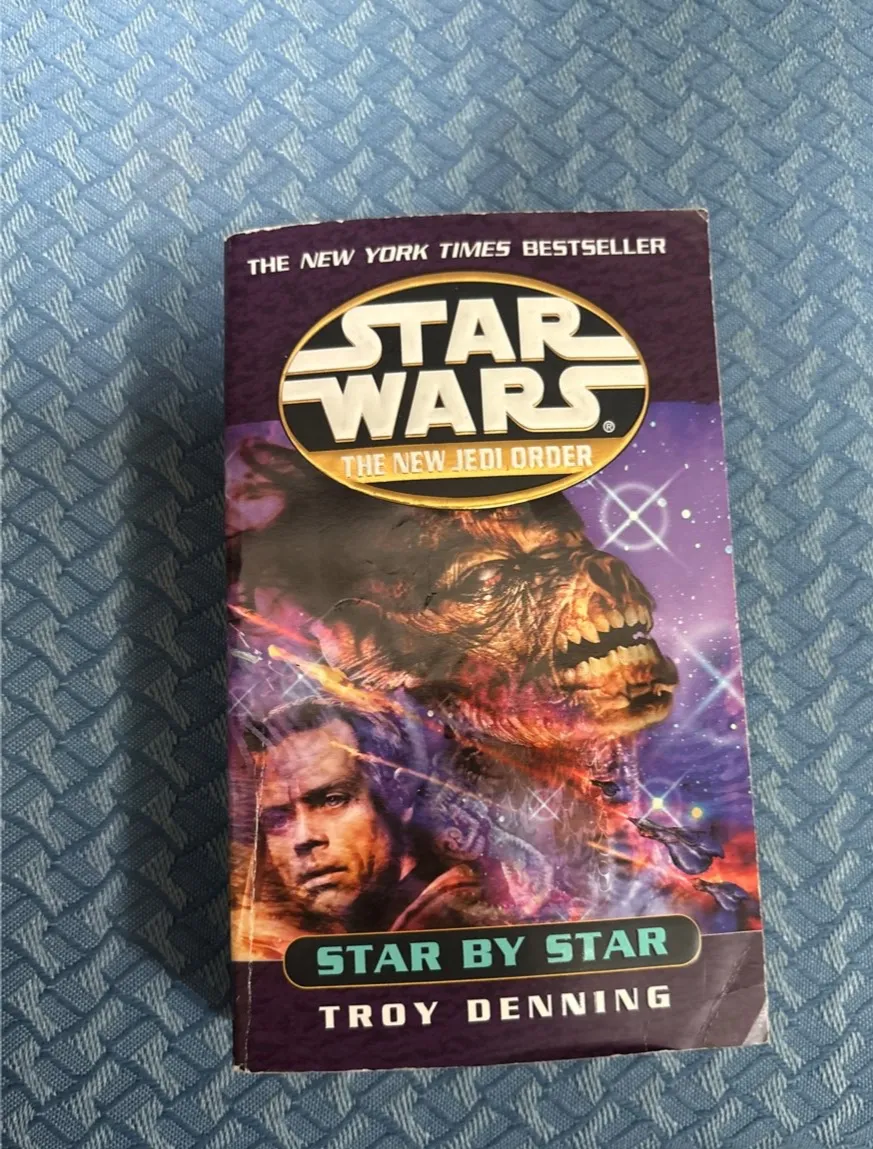 THE NEW YORK TIMES BESTSELLER
STAR
WARS®
THE NEW JEDI ORDER
STAR BY STAR
TROY DENNING